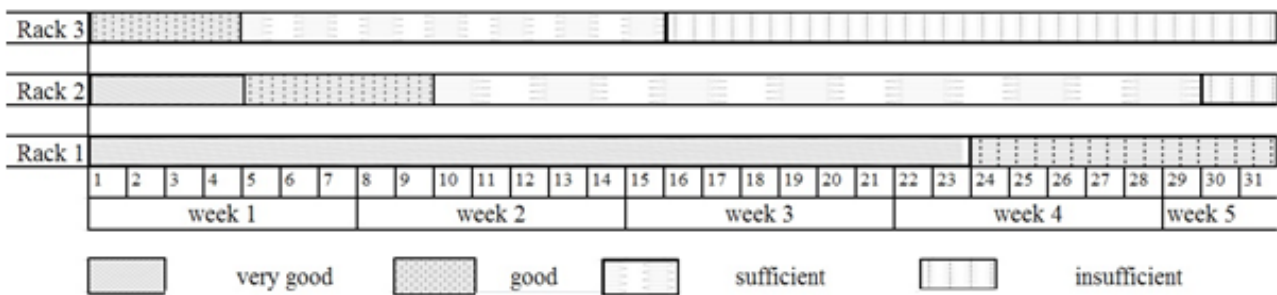 Rack 3
Rack 2
Rack 1
1 2 3 4 5 6 7 8 9 10 11 12 13 14 15 16 17 18 19 20 21 22 23 24 25 26 27 28 29 30 31
week 1 week 2 week 3 week 4 week 5
very good good sufficient insufficient